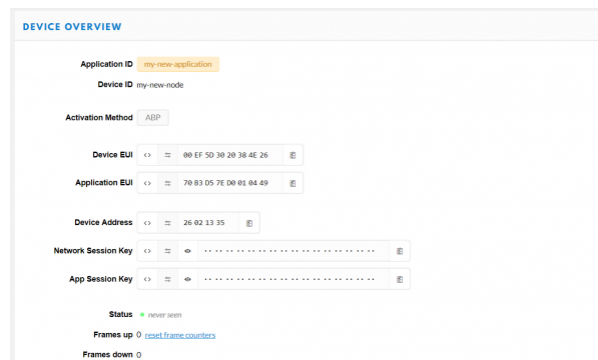 DEVICE OVERVIEW
Application ID my-new-application
Device ID my-new-node
Activation Method ABP
Device EUI <> 00 EF 5D 30 20 38 4E 26
Application EUI <> 70 B3 D5 7E D0 01 04 49
Device Address <> 26 02 13 35
Network Session Key <> .. .. .. .. .. .. .. .. .. .. .. .. .. .. .. ..
App Session Key <> .. .. .. .. .. .. .. .. .. .. .. .. .. .. .. ..
Status never seen
Frames up 0 reset frame counters
Frames down 0